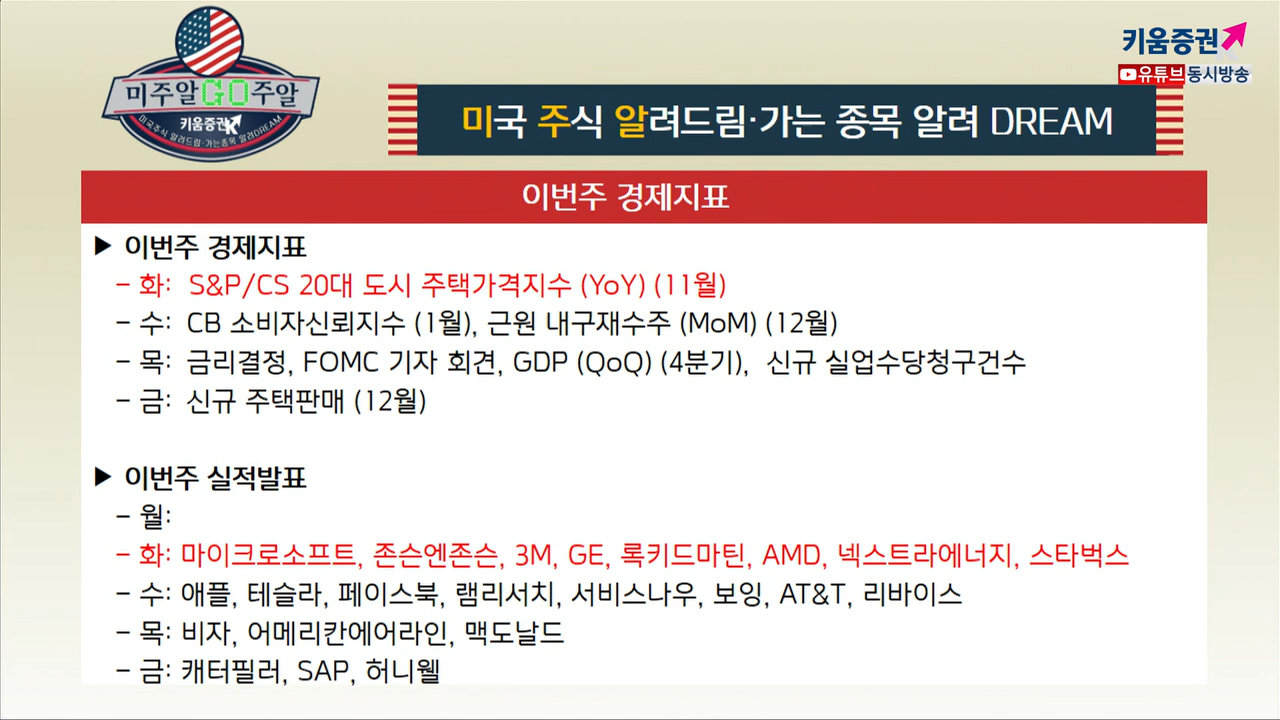 미주알GO주알
키움증권
미국주식 알려드림·가는종목 알려DREAM
키움증권
유튜브동시방송
미국 주식 알려드림·가는 종목 알려 DREAM
이번주 경제지표
▶ 이번주 경제지표
- 화: S&P/CS 20대 도시 주택가격지수 (YoY) (11월)
- 수: CB 소비자신뢰지수 (1월), 근원 내구재수주 (MoM) (12월)
- 목: 금리결정, FOMC 기자 회견, GDP (QoQ) (4분기), 신규 실업수당청구건수
- 금: 신규 주택판매 (12월)
▶ 이번주 실적발표
- 월:
- 화: 마이크로소프트, 존슨엔존슨, 3M, GE, 록키드마틴, AMD, 넥스트라에너지, 스타벅스
- 수: 애플, 테슬라, 페이스북, 램리서치, 서비스나우, 보잉, AT&T, 리바이스
- 목: 비자, 어메리칸에어라인, 맥도날드
- 금: 캐터필러, SAP, 허니웰